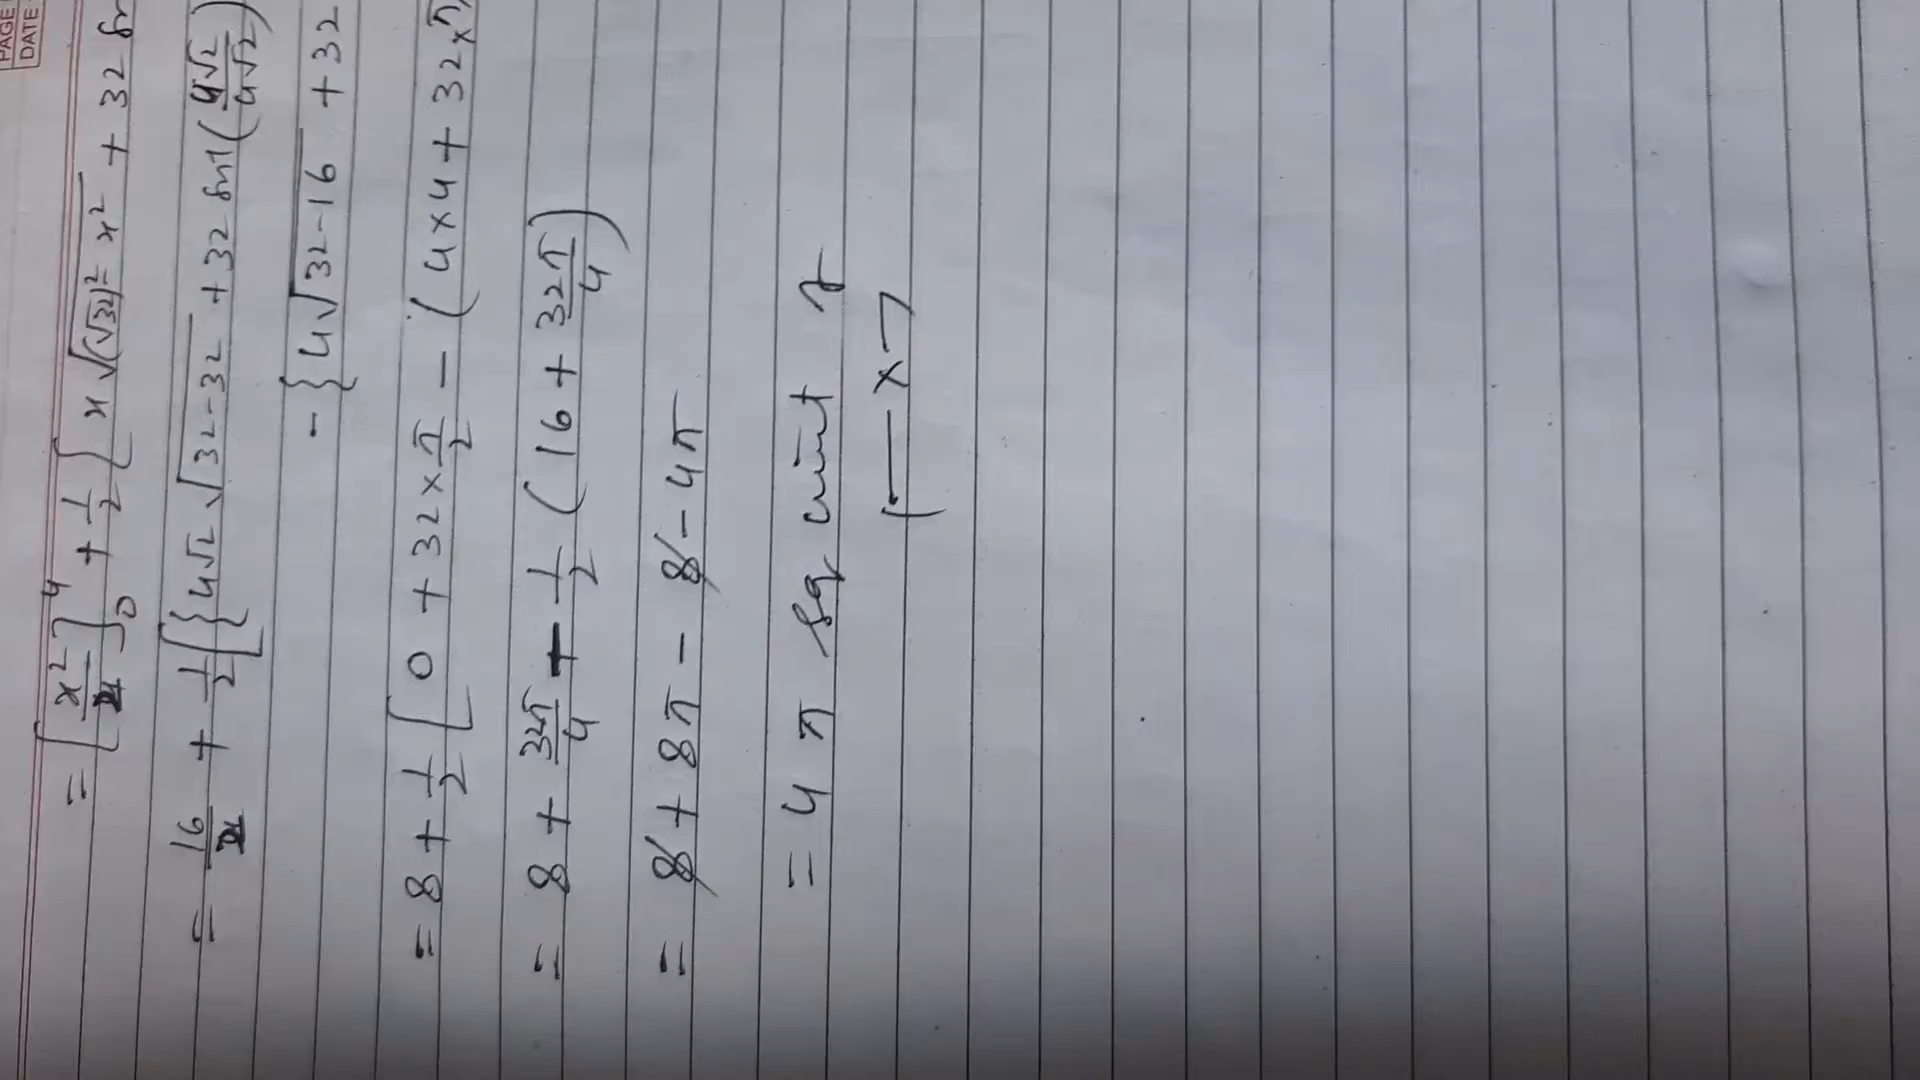 PAGE
DATE
= [x²/2]₀⁴ + 1/2 [x√((√32)² - x²) + 32
= 16/2 + 1/2 [{4√2 √32-32 + 32 sin⁻¹(4√2/4√2)
- {4√32-16 + 32
= 8 + 1/2 [0 + 32×π/2 - (4×4 + 32×π
= 8 + 32π/4 - 1/2 (16 + 32π/4)
= 8 + 8π - 8 - 4π
= 4π sq unit